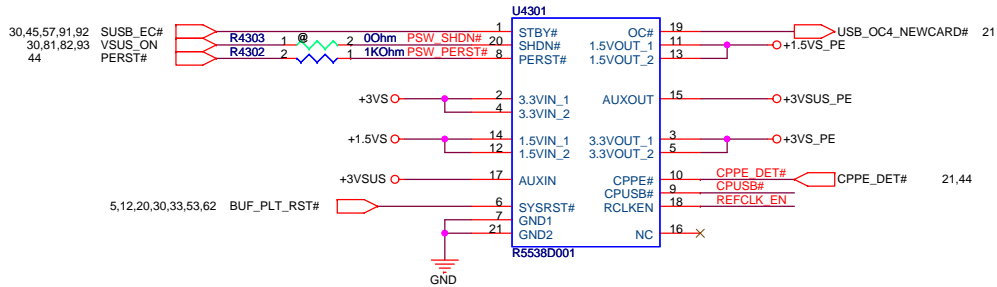 U4301
30,45,57,91,92 SUSB_EC# 1 STBY# OC# 19 USB_OC4_NEWCARD# 21
30,81,82,93 VSUS_ON R4303 1 @ 2 0Ohm PSW_SHDN# 20 SHDN# 1.5VOUT_1 11 +1.5VS_PE
44 PERST# R4302 2 1 1KOhm PSW_PERST# 8 PERST# 1.5VOUT_2 13
+3VS 2 3.3VIN_1 AUXOUT 15 +3VSUS_PE
4 3.3VIN_2
+1.5VS 14 1.5VIN_1 3.3VOUT_1 3 +3VS_PE
12 1.5VIN_2 3.3VOUT_2 5
+3VSUS 17 AUXIN CPPE# 10 CPPE_DET# CPPE_DET# 21,44
CPUSB# 9 CPUSB#
5,12,20,30,33,53,62 BUF_PLT_RST# 6 SYSRST# RCLKEN 18 REFCLK_EN
7 GND1
21 GND2 NC 16
R5538D001
GND